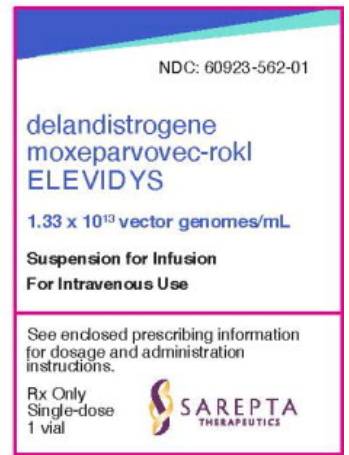 NDC: 60923-562-01
delandistrogene
moxeparvovec-rokl
ELEVIDYS
1.33 x 10¹³ vector genomes/mL
Suspension for Infusion
For Intravenous Use
See enclosed prescribing information
for dosage and administration
instructions.
Rx Only
Single-dose
1 vial
SAREPTA
THERAPEUTICS